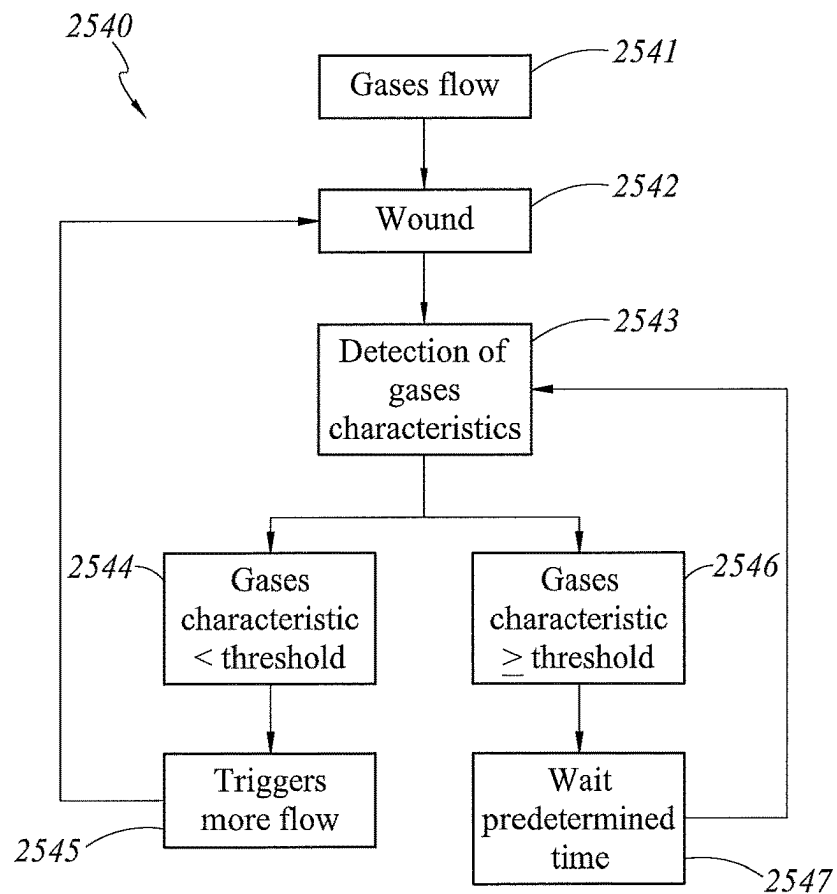 2540
2541
Gases flow
2542
Wound
2543
Detection of
gases
characteristics
2544
Gases
characteristic
< threshold
2546
Gases
characteristic
≥ threshold
Triggers
more flow
2545
Wait
predetermined
time
2547